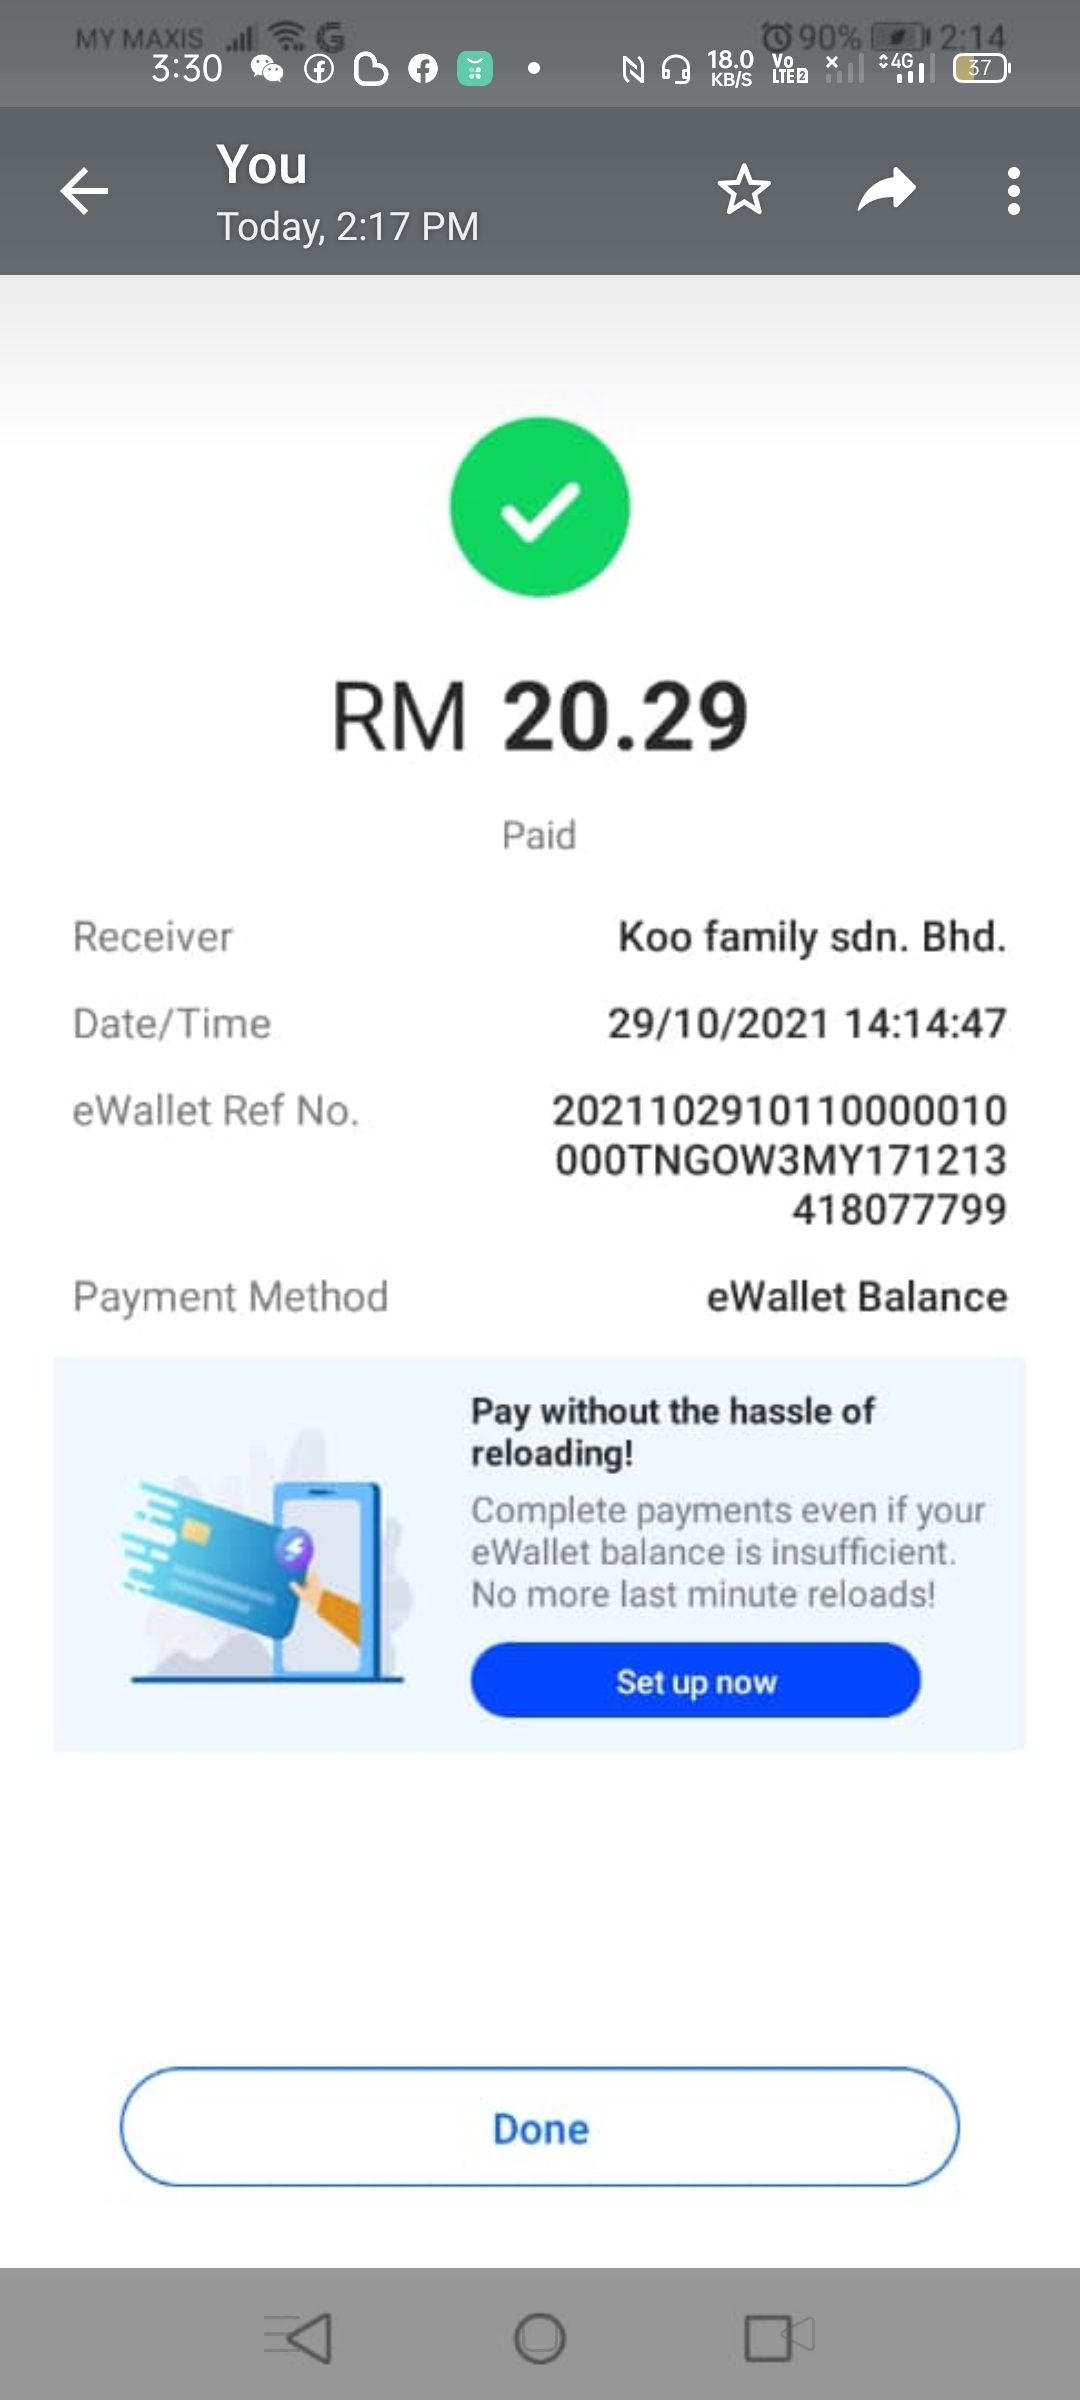 MY MAXIS 90% 2:14
3:30 18.0 KB/S Vo LTE2 4G 37
You
Today, 2:17 PM
RM 20.29
Paid
Receiver Koo family sdn. Bhd.
Date/Time 29/10/2021 14:14:47
eWallet Ref No. 2021102910110000010
000TNGOW3MY171213
418077799
Payment Method eWallet Balance
Pay without the hassle of
reloading!
Complete payments even if your
eWallet balance is insufficient.
No more last minute reloads!
Set up now
Done